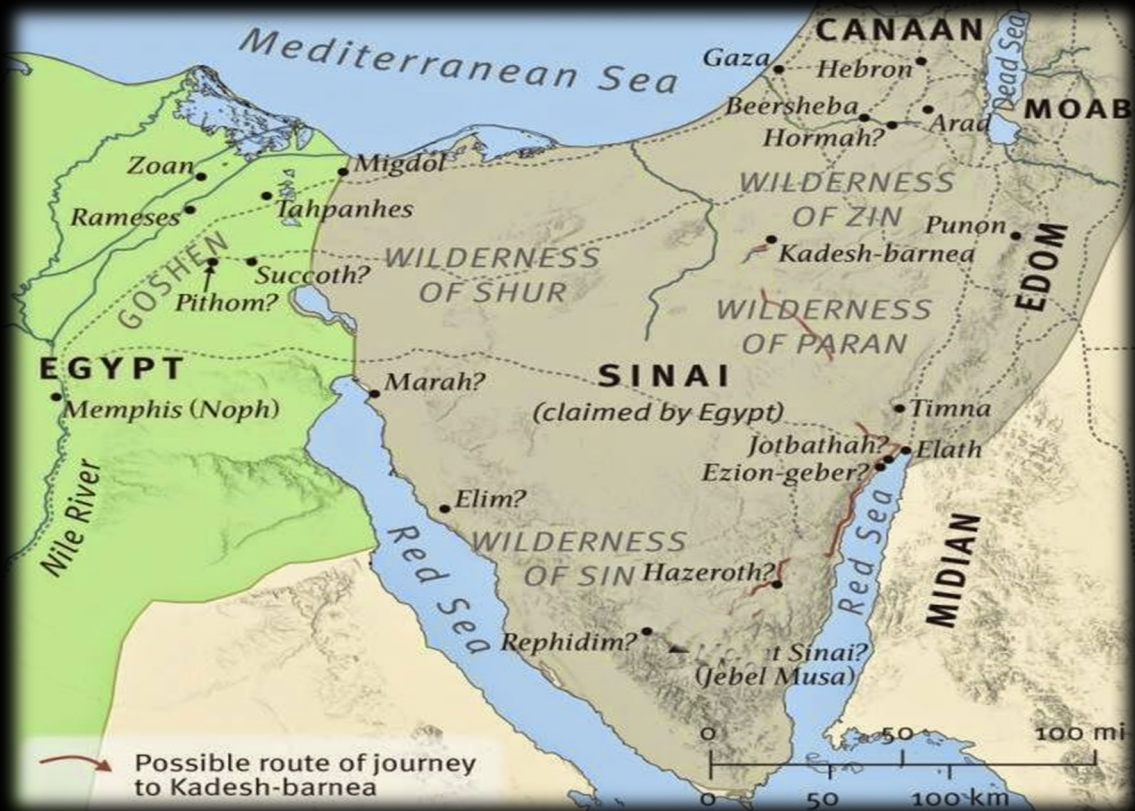 CANAAN
Mediterranean Sea
Gaza
Hebron
Dead Sea
Beersheba
Arad
MOAB
Hormah?
Zoan
Migdol
WILDERNESS
OF ZIN
Rameses
Tahpanhes
Punon
Kadesh-barnea
EDOM
GOSHEN
Succoth?
Pithom?
WILDERNESS
OF SHUR
WILDERNESS
OF PARAN
EGYPT
SINAI
(claimed by Egypt)
Marah?
Memphis (Noph)
Timna
Jotbathah?
Elath
Ezion-geber?
Nile River
Elim?
Red Sea
Red Sea
MIDIAN
WILDERNESS
OF SIN
Hazeroth?
Rephidim?
t Sinai?
(Jebel Musa)
0 50 100 mi
0 50 100 km
Possible route of journey
to Kadesh-barnea